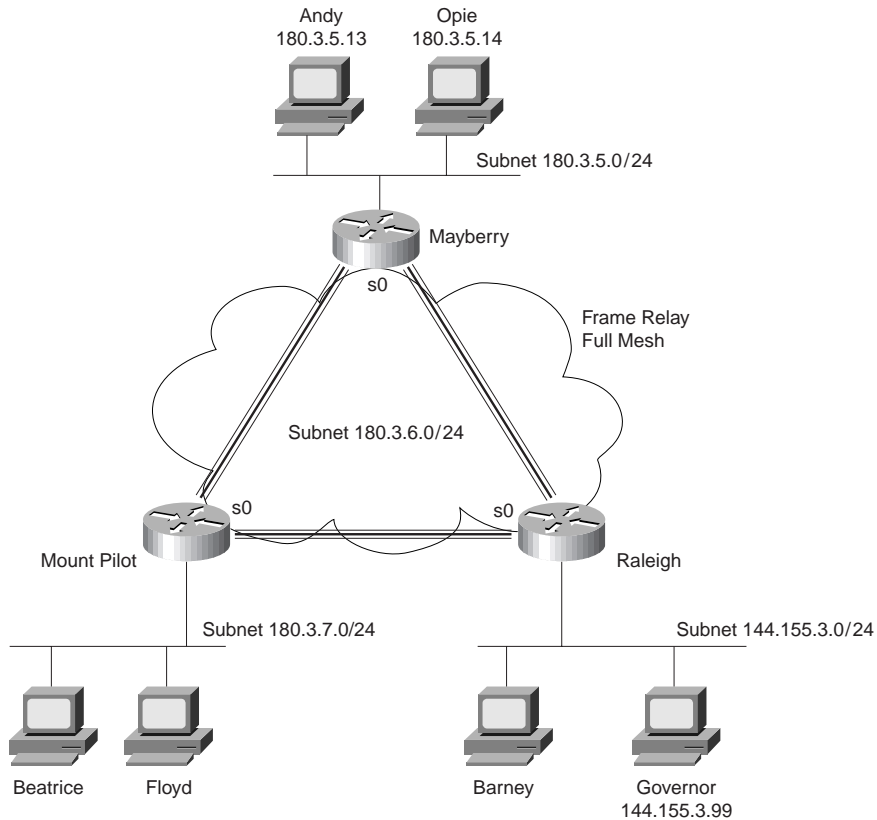 Andy
180.3.5.13
Opie
180.3.5.14
Subnet 180.3.5.0/24
Mayberry
s0
Frame Relay
Full Mesh
Subnet 180.3.6.0/24
s0
s0
Mount Pilot
Raleigh
Subnet 180.3.7.0/24
Subnet 144.155.3.0/24
Beatrice
Floyd
Barney
Governor
144.155.3.99